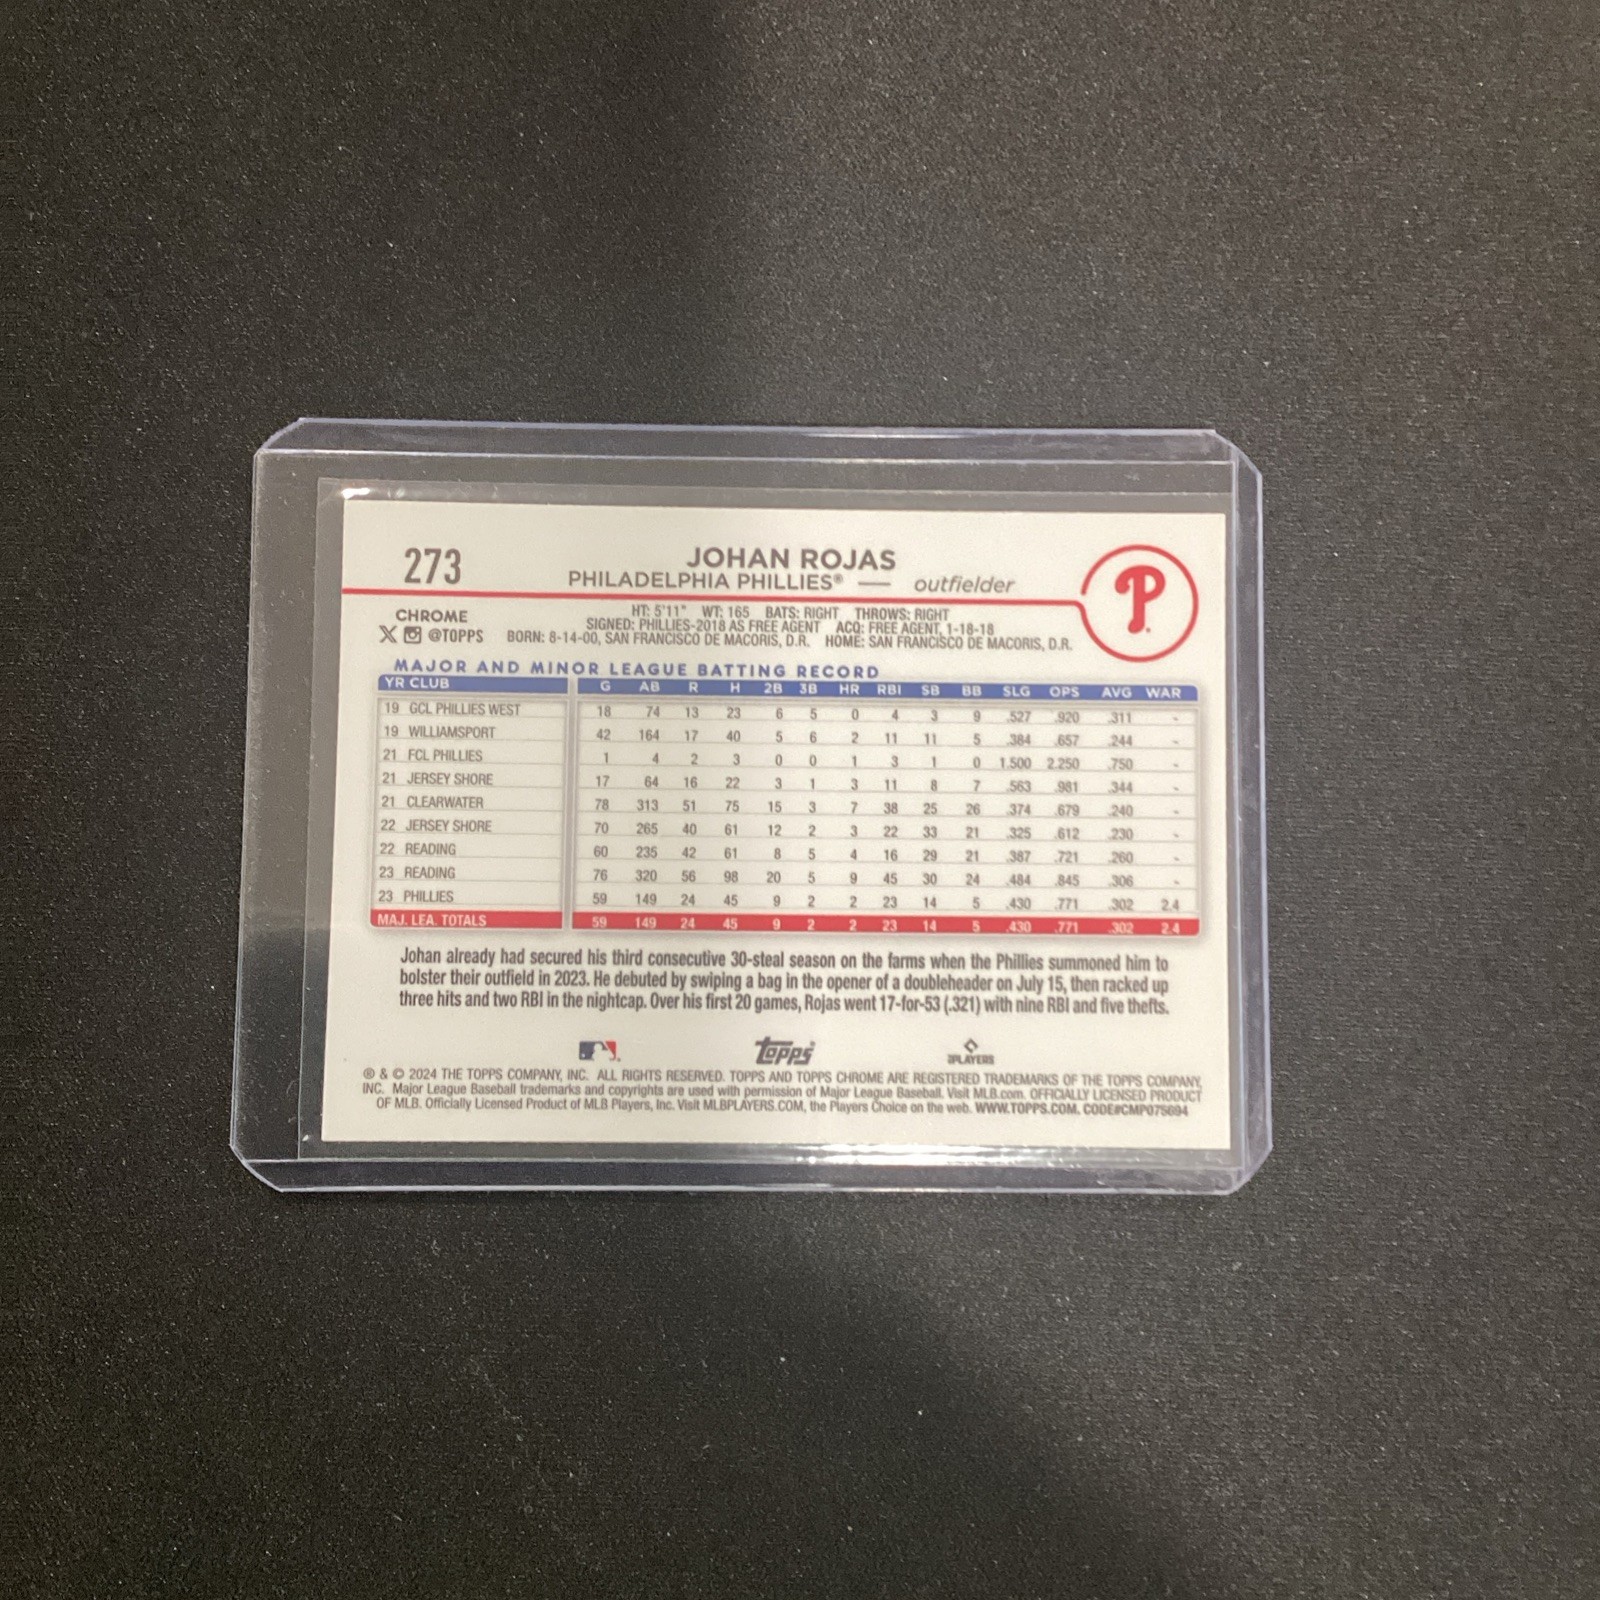 273
JOHAN ROJAS
PHILADELPHIA PHILLIES® — outfielder
P
CHROME
@TOPPS
HT: 5'11" WT: 165 BATS: RIGHT THROWS: RIGHT
SIGNED: PHILLIES-2018 AS FREE AGENT ACQ: FREE AGENT, 1-18-18
BORN: 8-14-00, SAN FRANCISCO DE MACORIS, D.R. HOME: SAN FRANCISCO DE MACORIS, D.R.
MAJOR AND MINOR LEAGUE BATTING RECORD
YR CLUB G AB R H 2B 3B HR RBI SB BB SLG OPS AVG WAR
19 GCL PHILLIES WEST 18 74 13 23 6 5 0 4 3 9 .527 .920 .311 -
19 WILLIAMSPORT 42 164 17 40 5 6 2 11 11 5 .384 .657 .244 -
21 FCL PHILLIES 1 4 2 3 0 0 1 3 1 0 1.500 2.250 .750 -
21 JERSEY SHORE 17 64 16 22 3 1 3 11 8 7 .563 .981 .344 -
21 CLEARWATER 78 313 51 75 15 3 7 38 25 26 .374 .679 .240 -
22 JERSEY SHORE 70 265 40 61 12 2 3 22 33 21 .325 .612 .230 -
22 READING 60 235 42 61 8 5 4 16 29 21 .387 .721 .260 -
23 READING 76 320 56 98 20 5 9 45 30 24 .484 .845 .306 -
23 PHILLIES 59 149 24 45 9 2 2 23 14 5 .430 .771 .302 2.4
MAJ. LEA. TOTALS 59 149 24 45 9 2 2 23 14 5 .430 .771 .302 2.4
Johan already had secured his third consecutive 30-steal season on the farms when the Phillies summoned him to
bolster their outfield in 2023. He debuted by swiping a bag in the opener of a doubleheader on July 15, then racked up
three hits and two RBI in the nightcap. Over his first 20 games, Rojas went 17-for-53 (.321) with nine RBI and five thefts.
Topps
PLAYERS
® & © 2024 THE TOPPS COMPANY, INC. ALL RIGHTS RESERVED. TOPPS AND TOPPS CHROME ARE REGISTERED TRADEMARKS OF THE TOPPS COMPANY,
INC. Major League Baseball trademarks and copyrights are used with permission of Major League Baseball. Visit MLB.com. OFFICIALLY LICENSED PRODUCT
OF MLB. Officially Licensed Product of MLB Players, Inc. Visit MLBPLAYERS.COM, the Players Choice on the web. WWW.TOPPS.COM. CODE#CMP075694